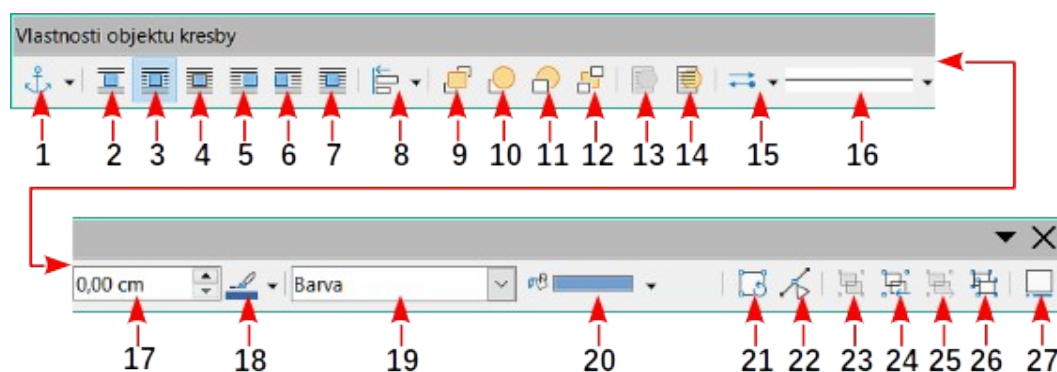 Vlastnosti objektu kresby
1 2 3 4 5 6 7 8 9 10 11 12 13 14 15 16
0,00 cm Barva
17 18 19 20 21 22 23 24 25 26 27